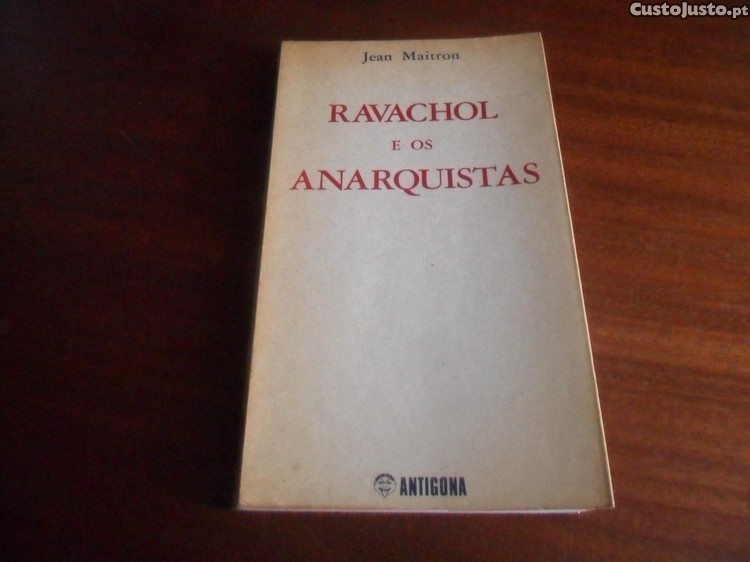 CustoJusto.pt
Jean Maitron
RAVACHOL
E OS
ANARQUISTAS
ANTIGONA